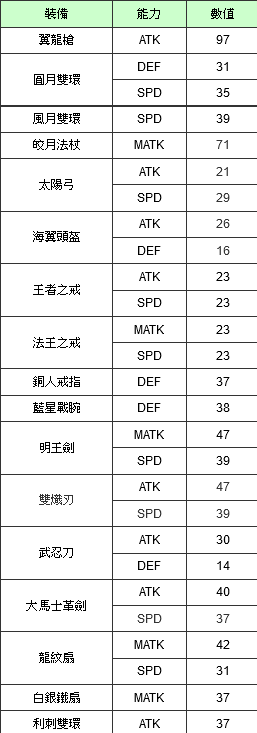 裝備 能力 數值
翼龍槍 ATK 97
圓月雙環 DEF 31
SPD 35
風月雙環 SPD 39
皎月法杖 MATK 71
太陽弓 ATK 21
SPD 29
海翼頭盔 ATK 26
DEF 16
王者之戒 ATK 23
SPD 23
法王之戒 MATK 23
SPD 23
銅人戒指 DEF 37
藍星戰腕 DEF 38
明王劍 MATK 47
SPD 39
雙熾刃 ATK 47
SPD 39
武忍刀 ATK 30
DEF 14
大馬士革劍 ATK 40
SPD 37
龍紋扇 MATK 42
SPD 31
白銀鐵扇 MATK 37
利刺雙環 ATK 37